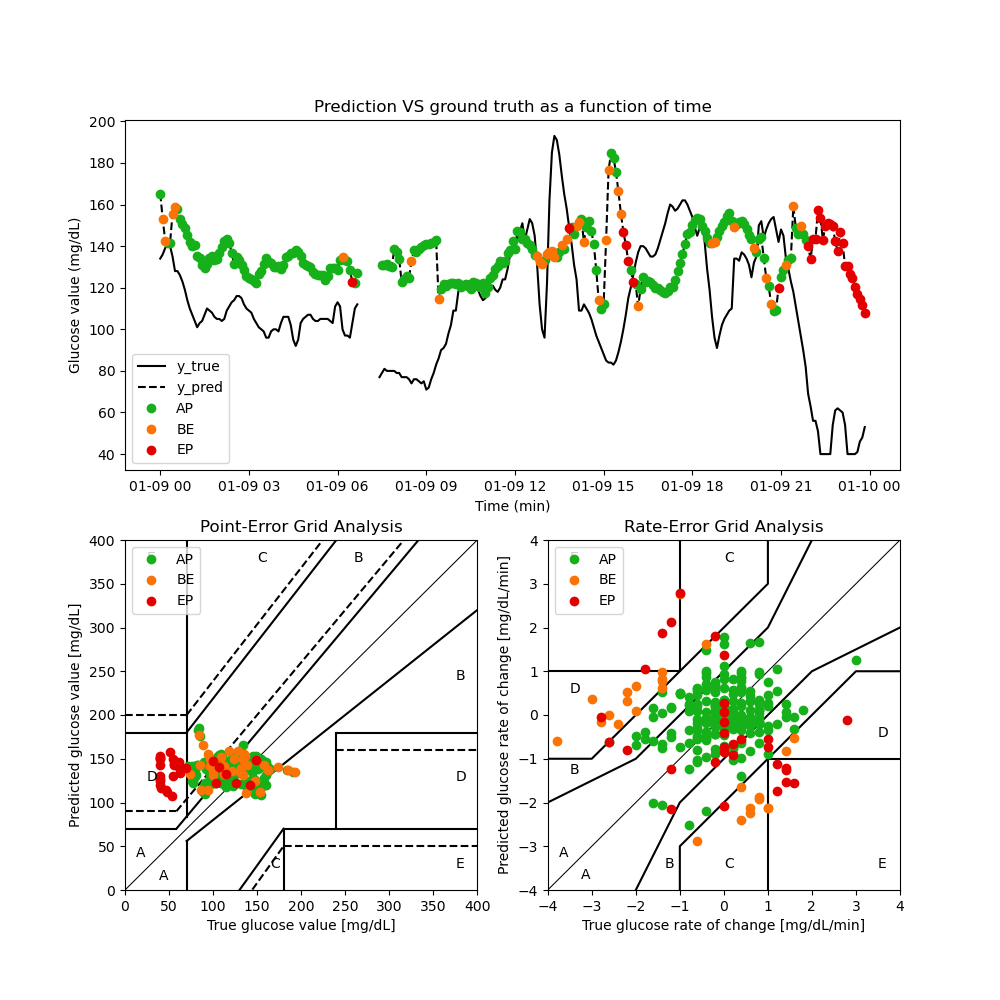 Prediction VS ground truth as a function of time
Glucose value (mg/dL)
200
180
160
140
120
100
80
60
40
y_true
y_pred
AP
BE
EP
01-09 00 01-09 03 01-09 06 01-09 09 01-09 12 01-09 15 01-09 18 01-09 21 01-10 00
Time (min)
Point-Error Grid Analysis
Predicted glucose value [mg/dL]
400
350
300
250
200
150
100
50
0
AP
BE
EP
C
B
B
D
D
A
A
C
E
0 50 100 150 200 250 300 350 400
True glucose value [mg/dL]
Rate-Error Grid Analysis
Predicted glucose rate of change [mg/dL/min]
4
3
2
1
0
−1
−2
−3
−4
AP
BE
EP
C
D
D
B
A
A
B
C
E
−4 −3 −2 −1 0 1 2 3 4
True glucose rate of change [mg/dL/min]